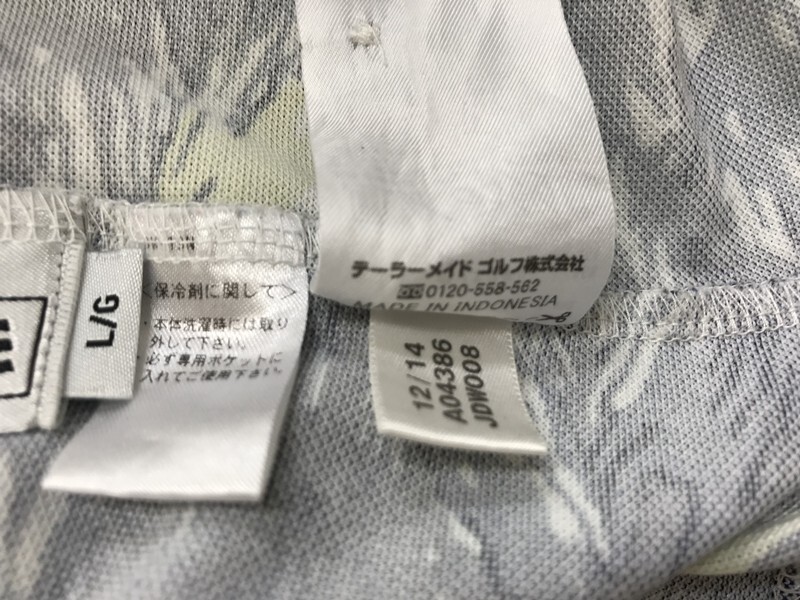 テーラーメイド ゴルフ株式会社
0120-558-562
MADE IN INDONESIA
L/G
<保冷剤に関して>
・本体洗濯時には取り
外して下さい。
・必ず専用ポケットに
入れてご使用下さい。
12/14
A04386
JDW008